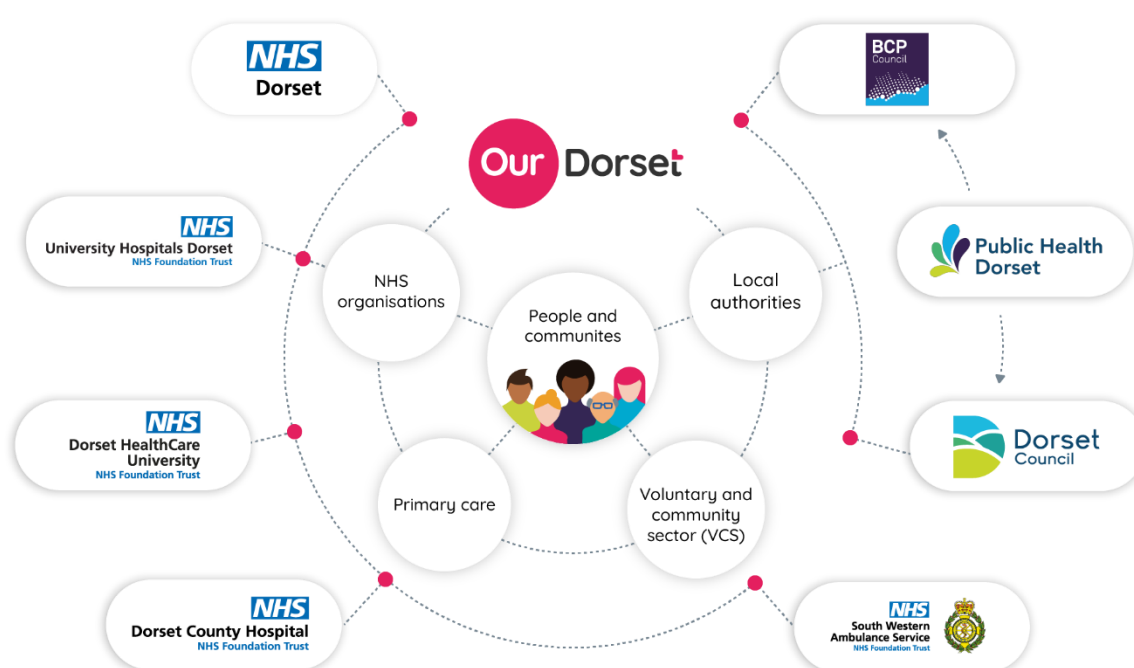 NHS
Dorset
BCP
Council
Our Dorset
NHS
University Hospitals Dorset
NHS Foundation Trust
Public Health
Dorset
NHS
organisations
Local
authorities
People and
communites
NHS
Dorset HealthCare
University
NHS Foundation Trust
Dorset
Council
Primary care
Voluntary and
community
sector (VCS)
NHS
Dorset County Hospital
NHS Foundation Trust
NHS
South Western
Ambulance Service
NHS Foundation Trust